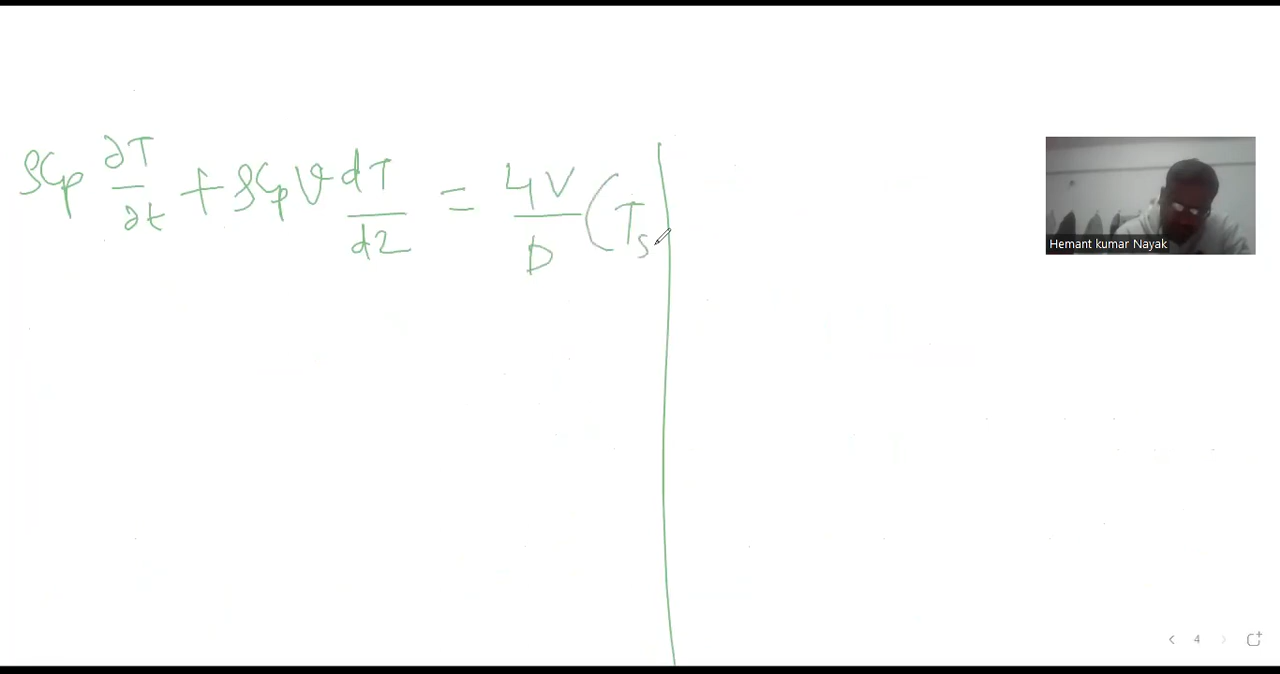 ρCp ∂T/∂t + ρCp v dT/dz = 4V/D (Ts
Hemant kumar Nayak
4